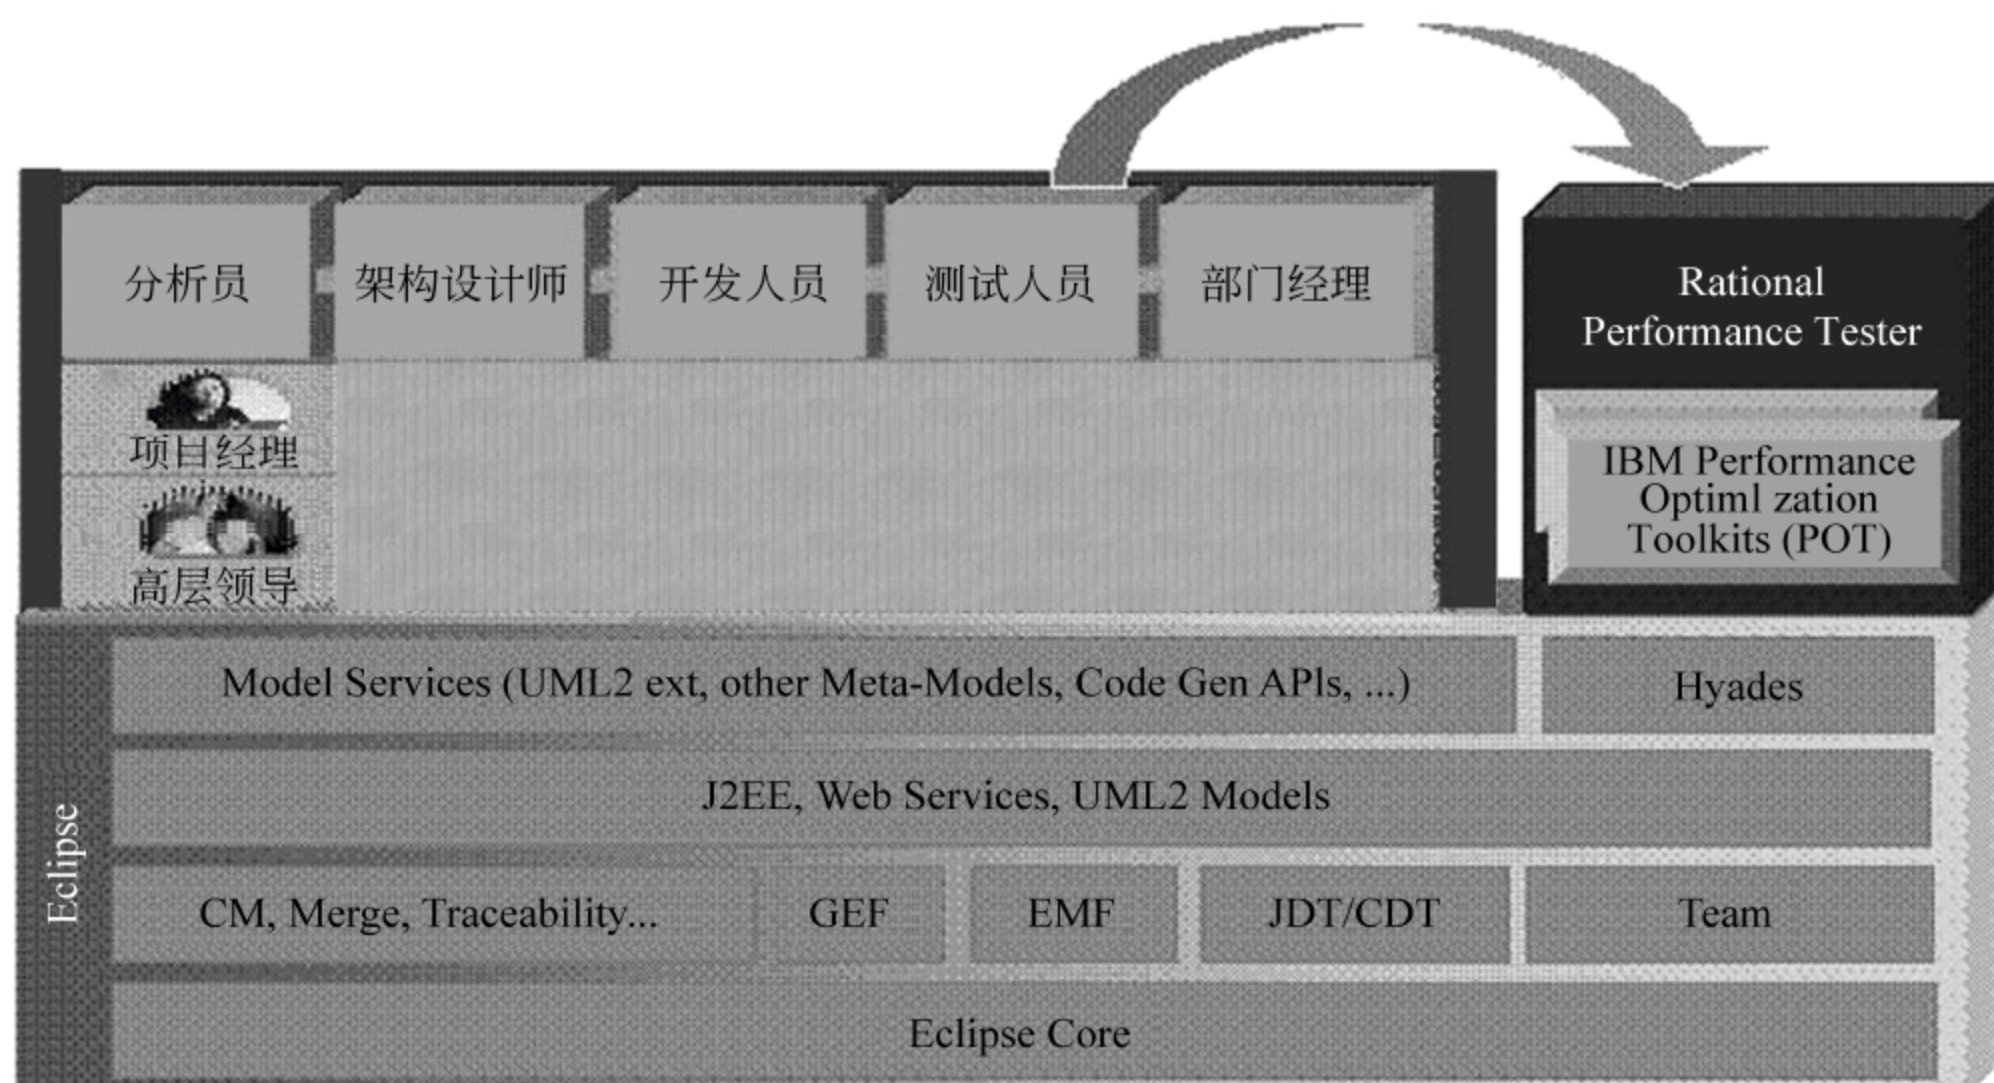 分析员
架构设计师
开发人员
测试人员
部门经理
Rational
Performance Tester
项目经理
高层领导
IBM Performance
Optiml zation
Toolkits (POT)
Model Services (UML2 ext, other Meta-Models, Code Gen APls, ...)
Hyades
J2EE, Web Services, UML2 Models
Eclipse
CM, Merge, Traceability...
GEF
EMF
JDT/CDT
Team
Eclipse Core